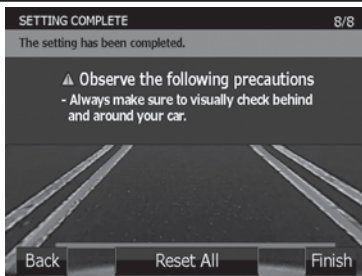 SETTING COMPLETE 8/8
The setting has been completed.
⚠ Observe the following precautions
- Always make sure to visually check behind
and around your car.
Back Reset All Finish